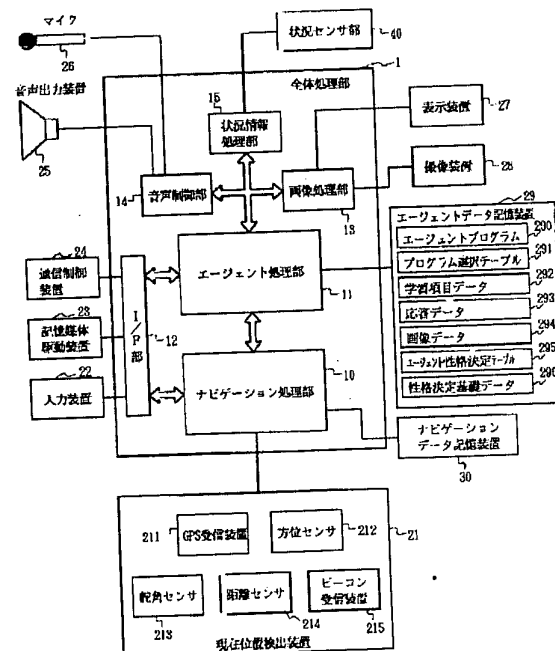 マイク
26
音声出力装置
25
状況センサ部
40
1
全体処理部
15
状況情報
処理部
表示装置
27
音声制御部
14
画像処理部
13
撮像装置
28
29
エージェントデータ記憶装置
エージェントプログラム
290
プログラム選択テーブル
291
学習項目データ
292
応答データ
293
画像データ
294
エージェント性格決定テーブル
295
性格決定基礎データ
296
24
通信制御
装置
23
記憶媒体
駆動装置
22
入力装置
I/F部
12
エージェント処理部
11
10
ナビゲーション処理部
ナビゲーション
データ記憶装置
30
21
211
GPS受信装置
方位センサ
212
舵角センサ
213
距離センサ
214
ビーコン
受信装置
215
現在位置検出装置